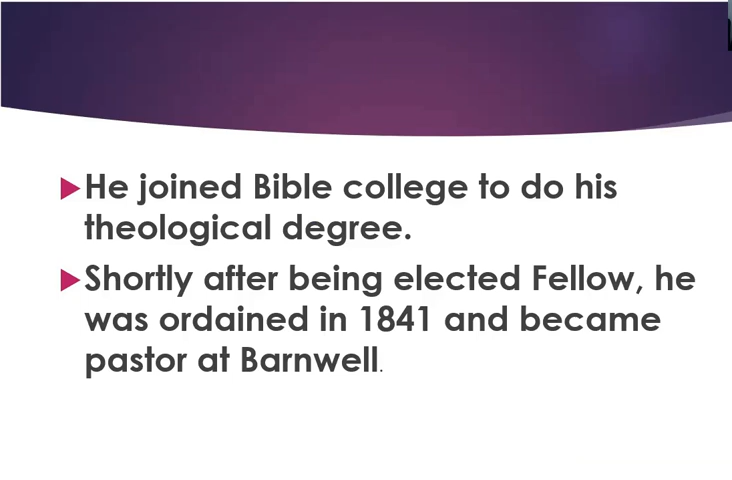 He joined Bible college to do his
theological degree.
Shortly after being elected Fellow, he
was ordained in 1841 and became
pastor at Barnwell.